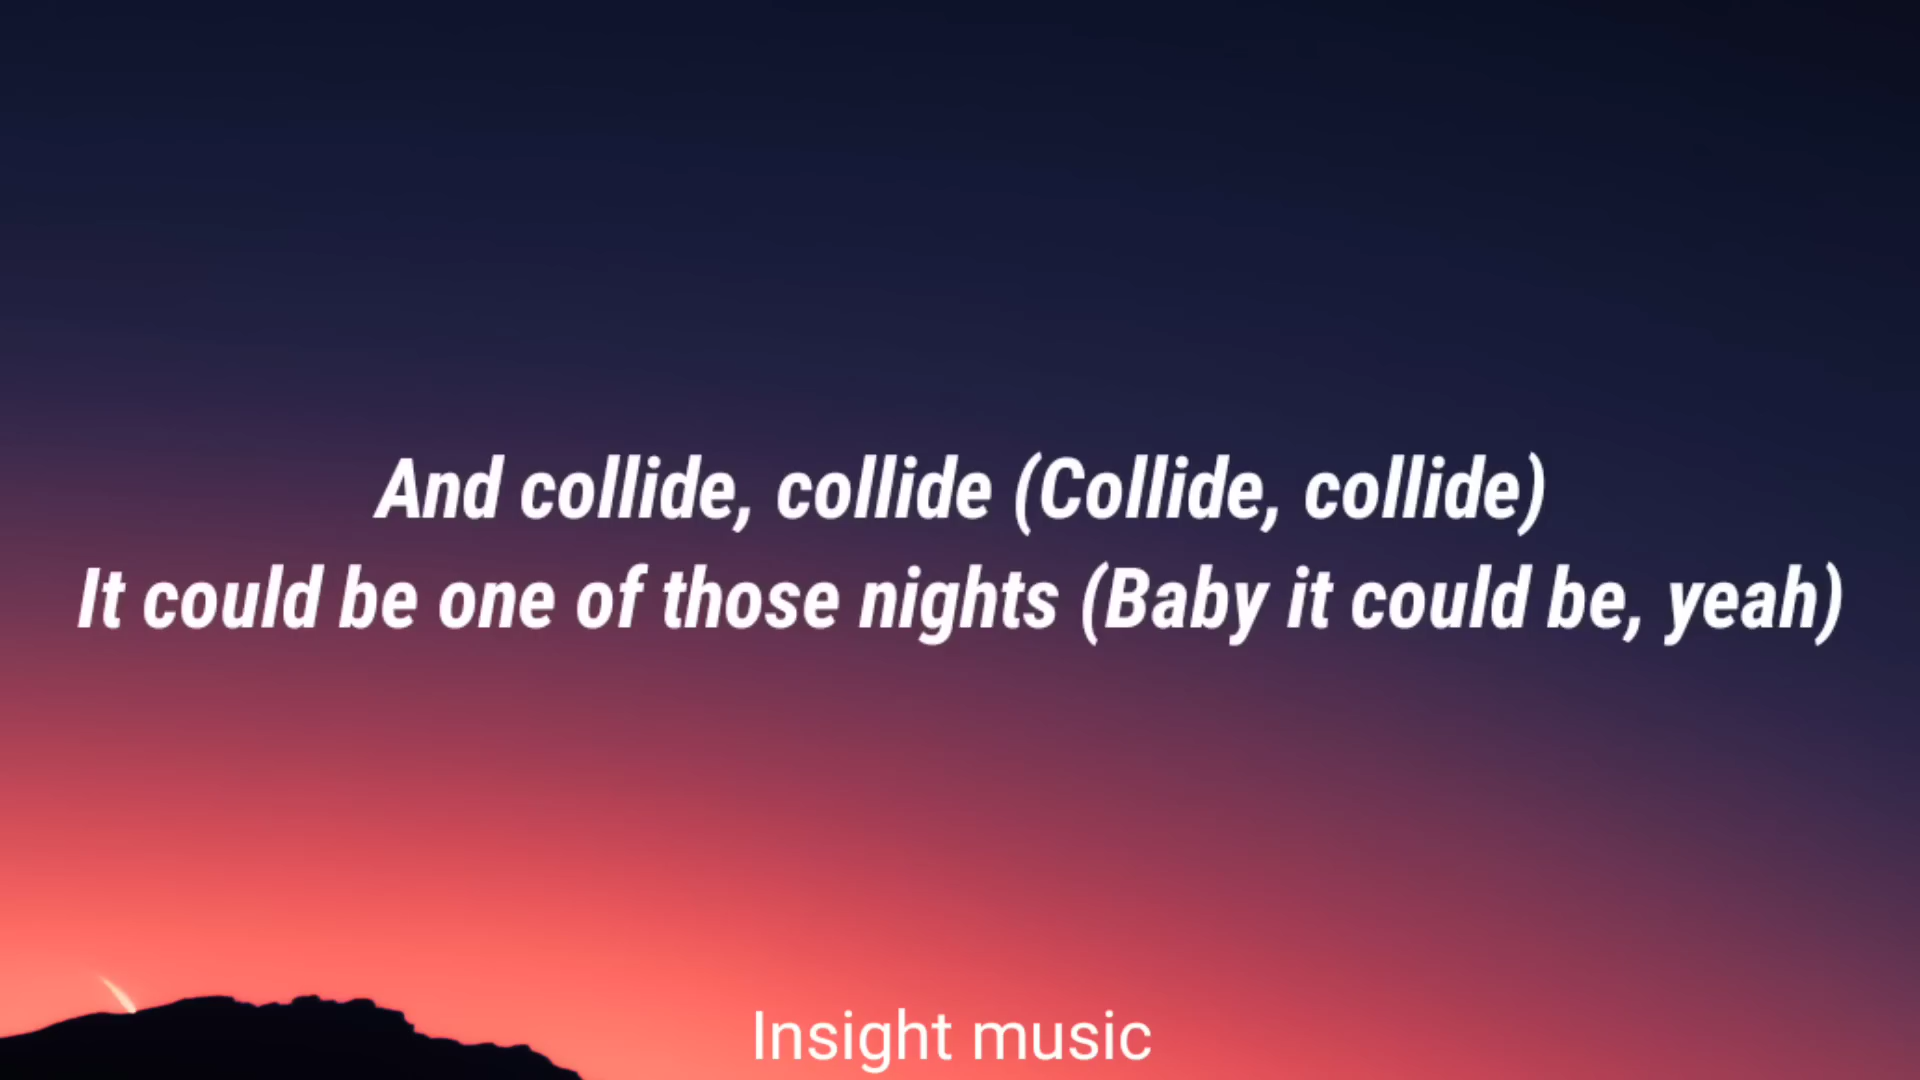 And collide, collide (Collide, collide)
It could be one of those nights (Baby it could be, yeah)
Insight music